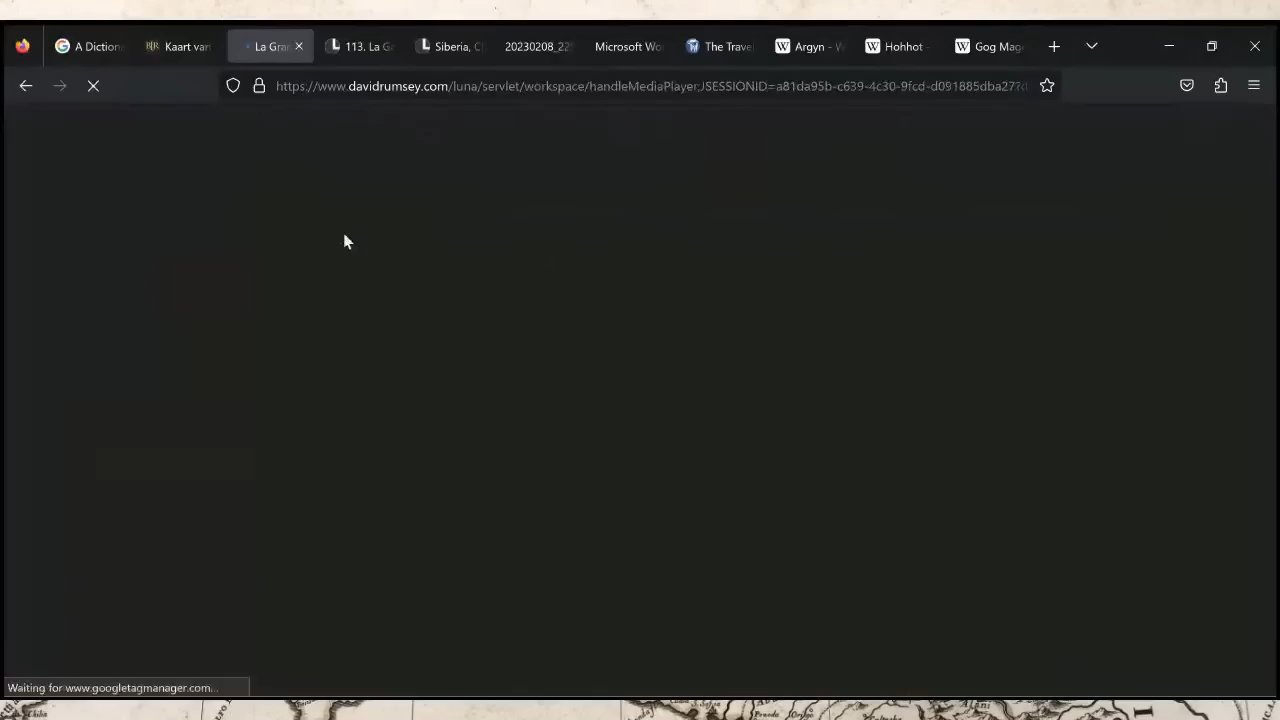 A Diction
Kaart van
La Gra
113. La G
Siberia, C
20230208_22
Microsoft Wo
The Trave
Argyn - W
Hohhot -
Gog Mag
https://www.davidrumsey.com/luna/servlet/workspace/handleMediaPlayer;JSESSIONID=a81da95b-c639-4c30-9fcd-d091885dba27?
Waiting for www.googletagmanager.com...
Alani